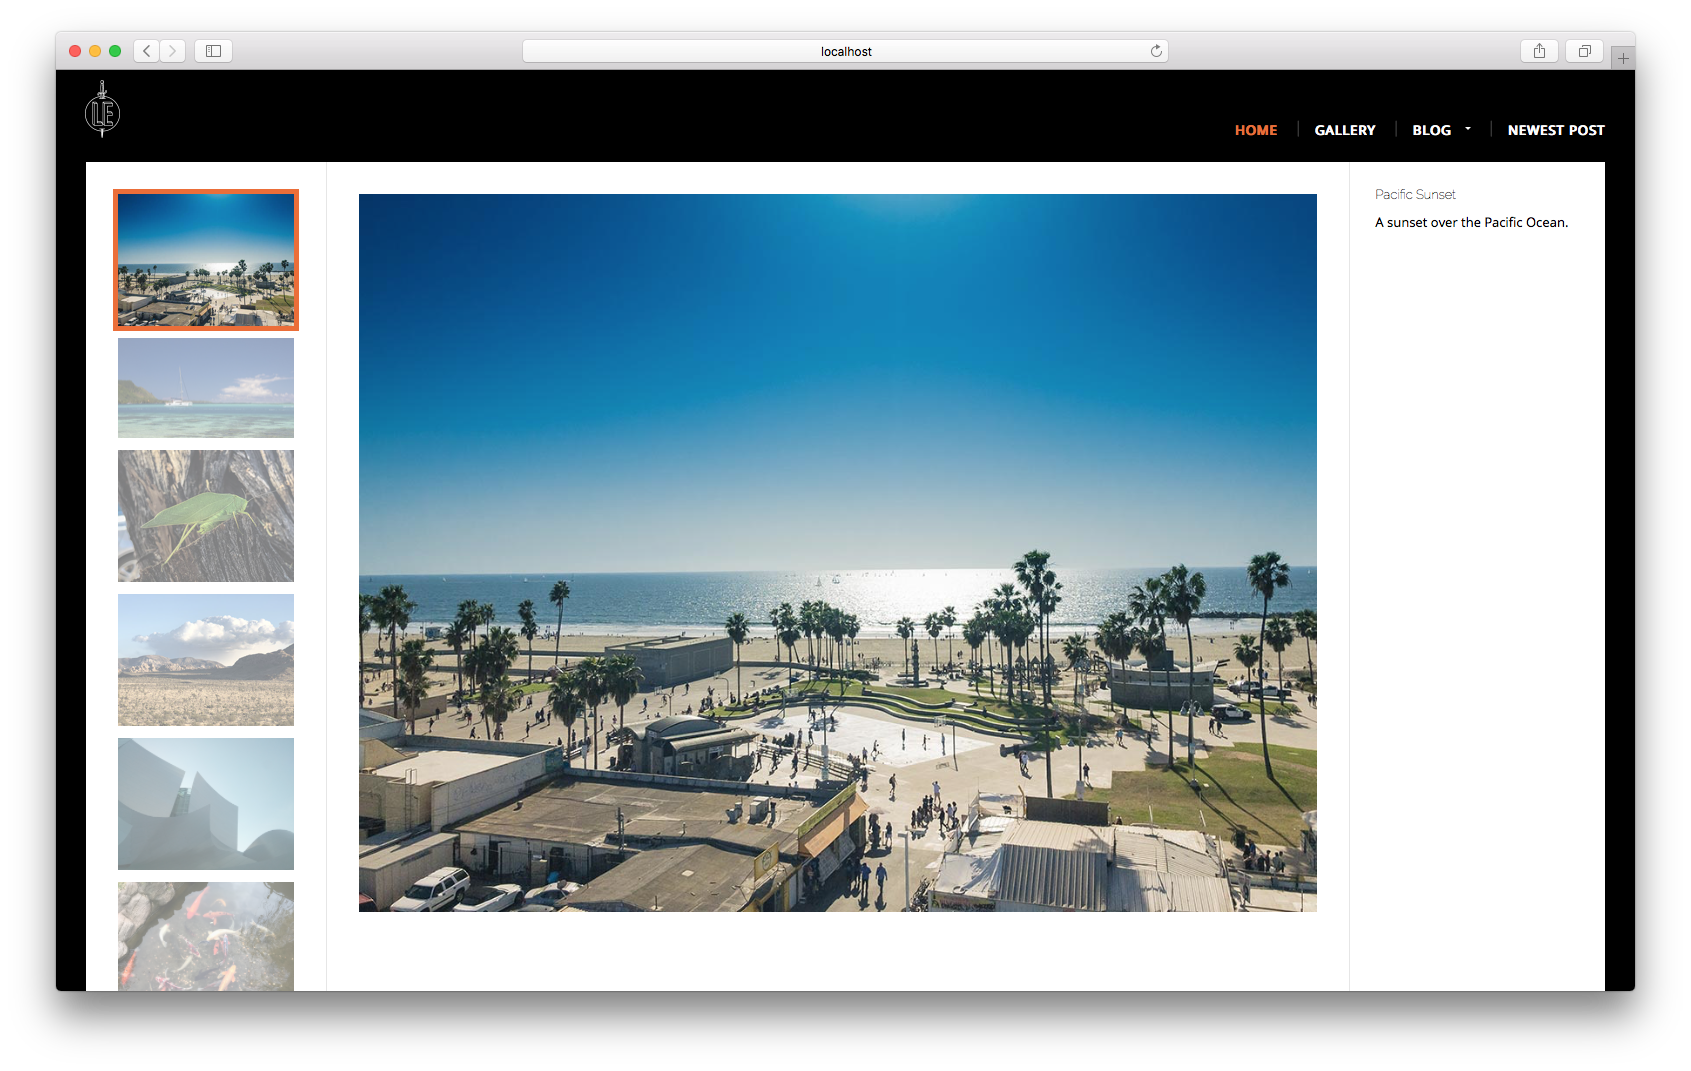 localhost
LE
HOME
GALLERY
BLOG
NEWEST POST
Pacific Sunset
A sunset over the Pacific Ocean.